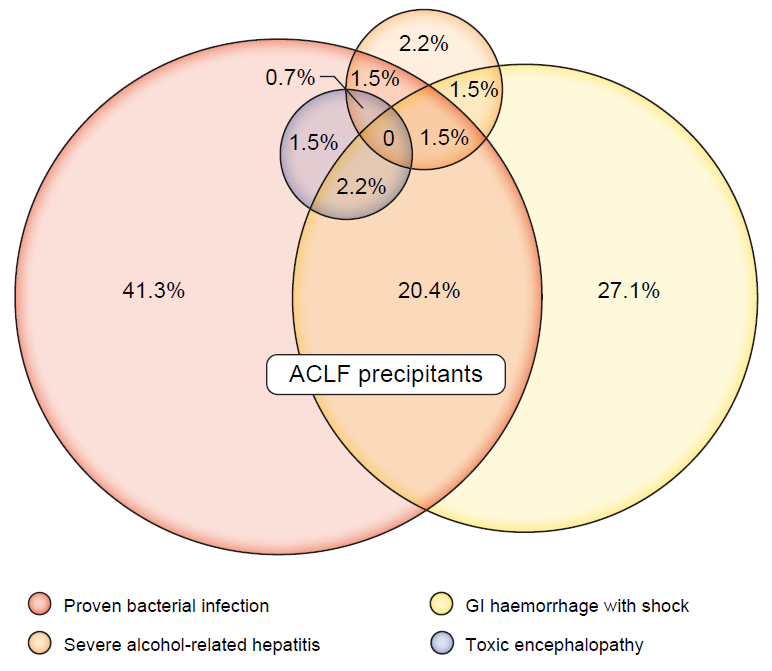 2.2%
0.7%
1.5%
1.5%
1.5%
0
1.5%
2.2%
41.3%
20.4%
27.1%
ACLF precipitants
Proven bacterial infection
GI haemorrhage with shock
Severe alcohol-related hepatitis
Toxic encephalopathy